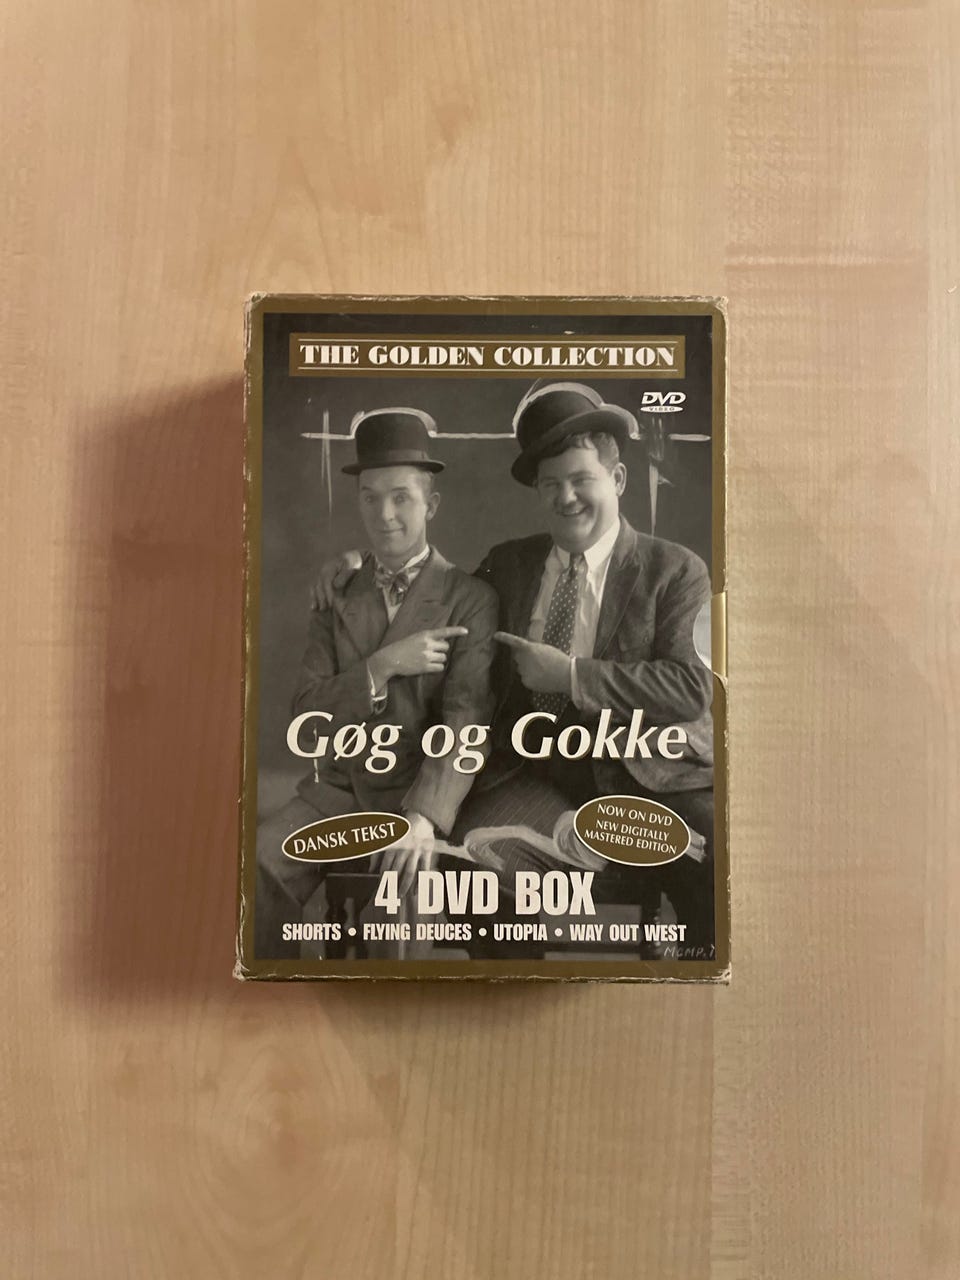 THE GOLDEN COLLECTION
DVD
VIDEO
Gøg og Gokke
DANSK TEKST
NOW ON DVD
NEW DIGITALLY
MASTERED EDITION
4 DVD BOX
SHORTS • FLYING DEUCES • UTOPIA • WAY OUT WEST